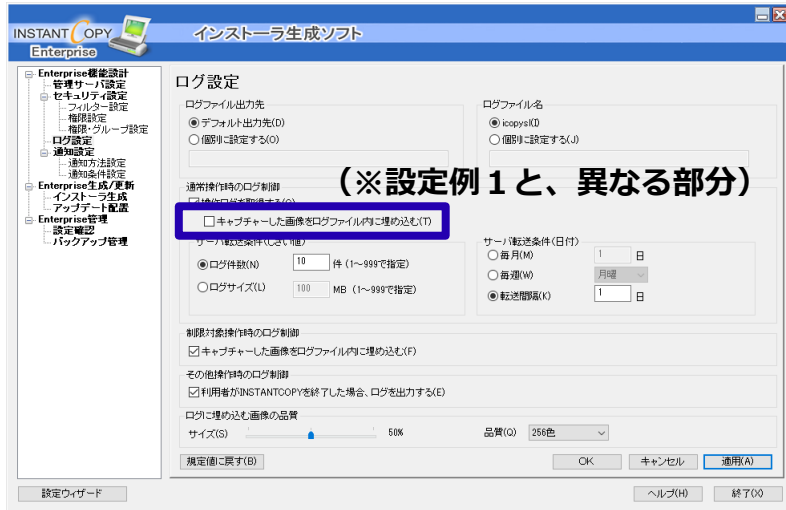 INSTANT COPY
Enterprise
インストーラ生成ソフト
Enterprise機能設計
管理サーバ設定
セキュリティ設定
フィルター設定
権限設定
権限・グループ設定
ログ設定
通知設定
通知方法設定
通知条件設定
Enterprise生成/更新
インストーラ生成
アップデート配置
Enterprise管理
設定確認
バックアップ管理
ログ設定
ログファイル出力先
デフォルト出力先(D)
個別に設定する(O)
ログファイル名
icopysl(I)
個別に設定する(J)
(※設定例1と、異なる部分)
通常操作時のログ制御
キャプチャーした画像をログファイル内に埋め込む(T)
サーバ転送条件(しきい値)
ログ件数(N) 10 件 (1~999で指定)
ログサイズ(L) 100 MB (1~999で指定)
サーバ転送条件(日付)
毎月(M) 1 日
毎週(W) 月曜
転送間隔(K) 1 日
制限対象操作時のログ制御
キャプチャーした画像をログファイル内に埋め込む(F)
その他操作時のログ制御
利用者がINSTANTCOPYを終了した場合、ログを出力する(E)
ログに埋め込む画像の品質
サイズ(S) 50% 品質(Q) 256色
規定値に戻す(B) OK キャンセル 適用(A)
設定ウィザード ヘルプ(H) 終了(X)